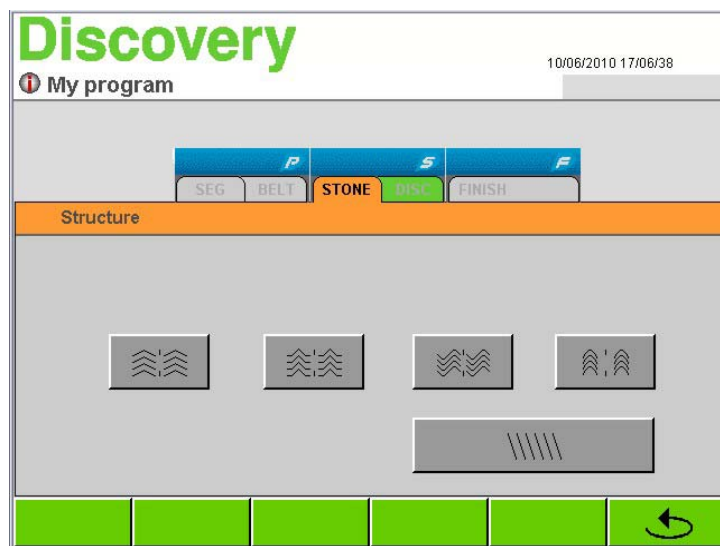 Discovery
10/06/2010 17/06/38
My program
P S F
SEG BELT STONE DISC FINISH
Structure